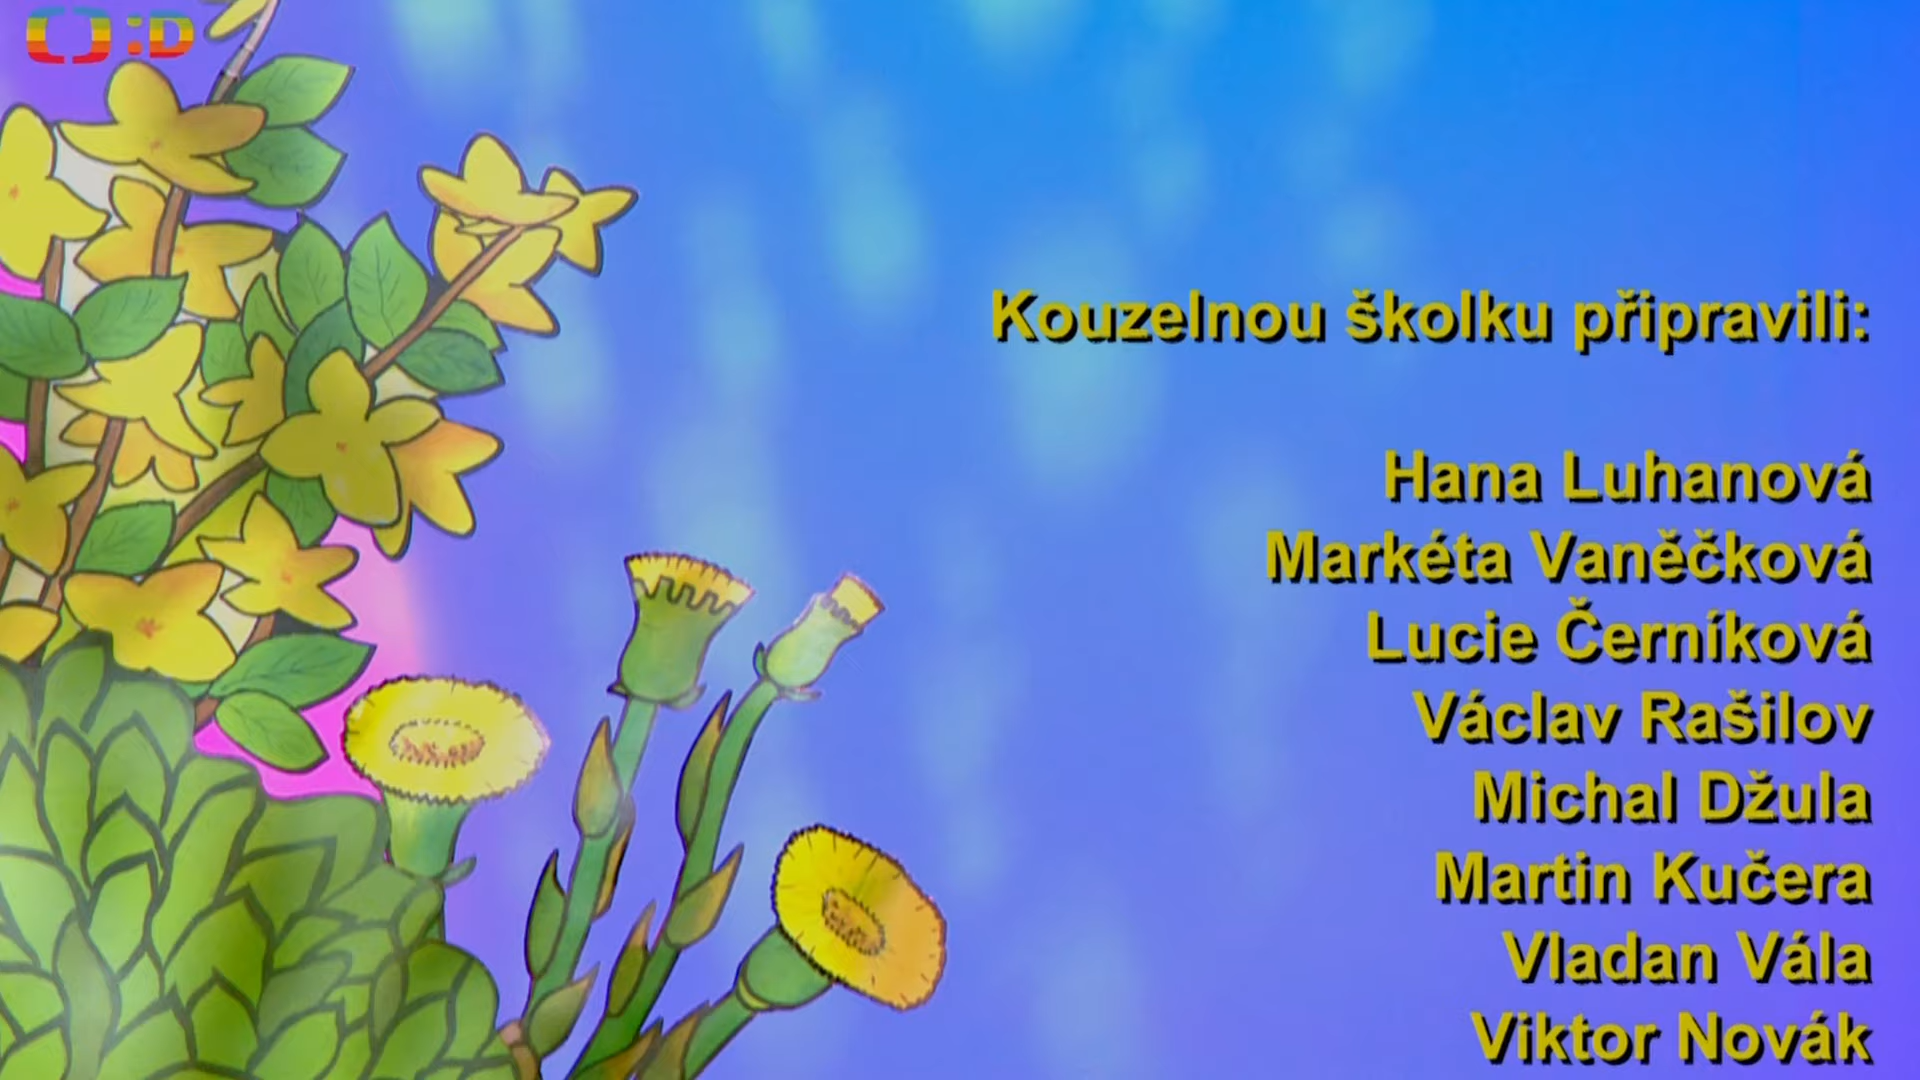 :D
Kouzelnou školku připravili:
Hana Luhanová
Markéta Vaněčková
Lucie Černíková
Václav Rašilov
Michal Džula
Martin Kučera
Vladan Vála
Viktor Novák